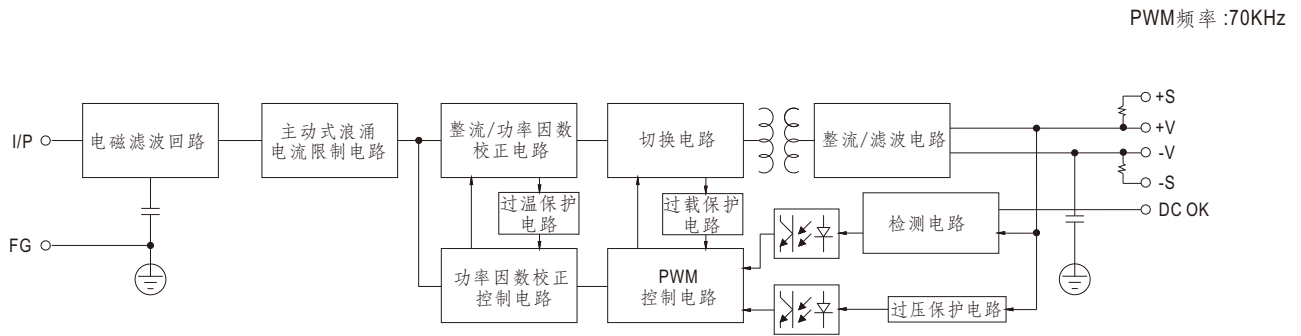 PWM频率 :70KHz
I/P
电磁滤波回路
主动式浪涌
电流限制电路
整流/功率因数
校正电路
切换电路
整流/滤波电路
+S
+V
-V
-S
过温保护
电路
过载保护
电路
检测电路
DC OK
FG
功率因数校正
控制电路
PWM
控制电路
过压保护电路